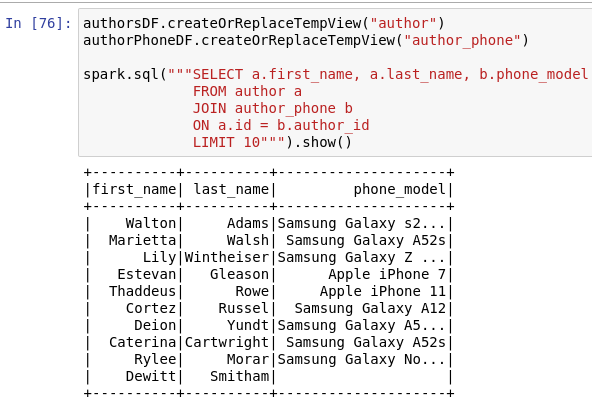 In [76]: authorsDF.createOrReplaceTempView("author")
authorPhoneDF.createOrReplaceTempView("author_phone")
spark.sql("""SELECT a.first_name, a.last_name, b.phone_model
FROM author a
JOIN author_phone b
ON a.id = b.author_id
LIMIT 10""").show()
+----------+----------+--------------------+
|first_name| last_name|         phone_model|
+----------+----------+--------------------+
|    Walton|     Adams|Samsung Galaxy s2...|
|  Marietta|     Walsh| Samsung Galaxy A52s|
|      Lily|Wintheiser|Samsung Galaxy Z ...|
|   Estevan|   Gleason|      Apple iPhone 7|
|  Thaddeus|      Rowe|     Apple iPhone 11|
|    Cortez|    Russel|  Samsung Galaxy A12|
|     Deion|     Yundt|Samsung Galaxy A5...|
|  Caterina|Cartwright| Samsung Galaxy A52s|
|     Rylee|     Morar|Samsung Galaxy No...|
|    Dewitt|   Smitham|                    |
+----------+----------+--------------------+